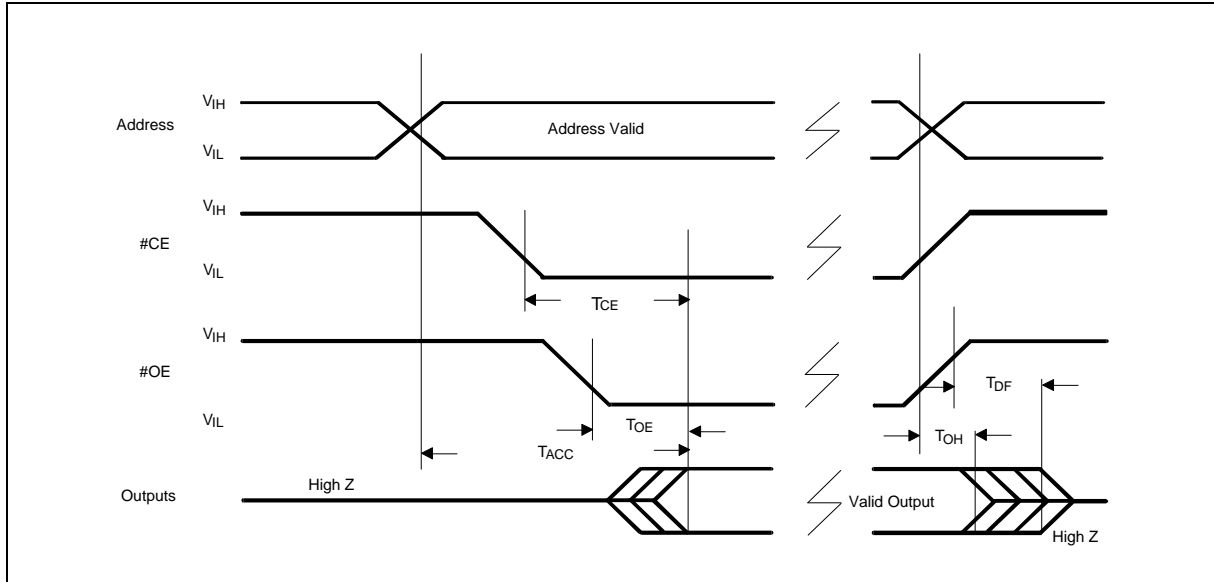 VIH
Address
Address Valid
VIL
VIH
#CE
VIL
TCE
VIH
#OE
TDF
VIL
TOE
TOH
TACC
High Z
Outputs
Valid Output
High Z